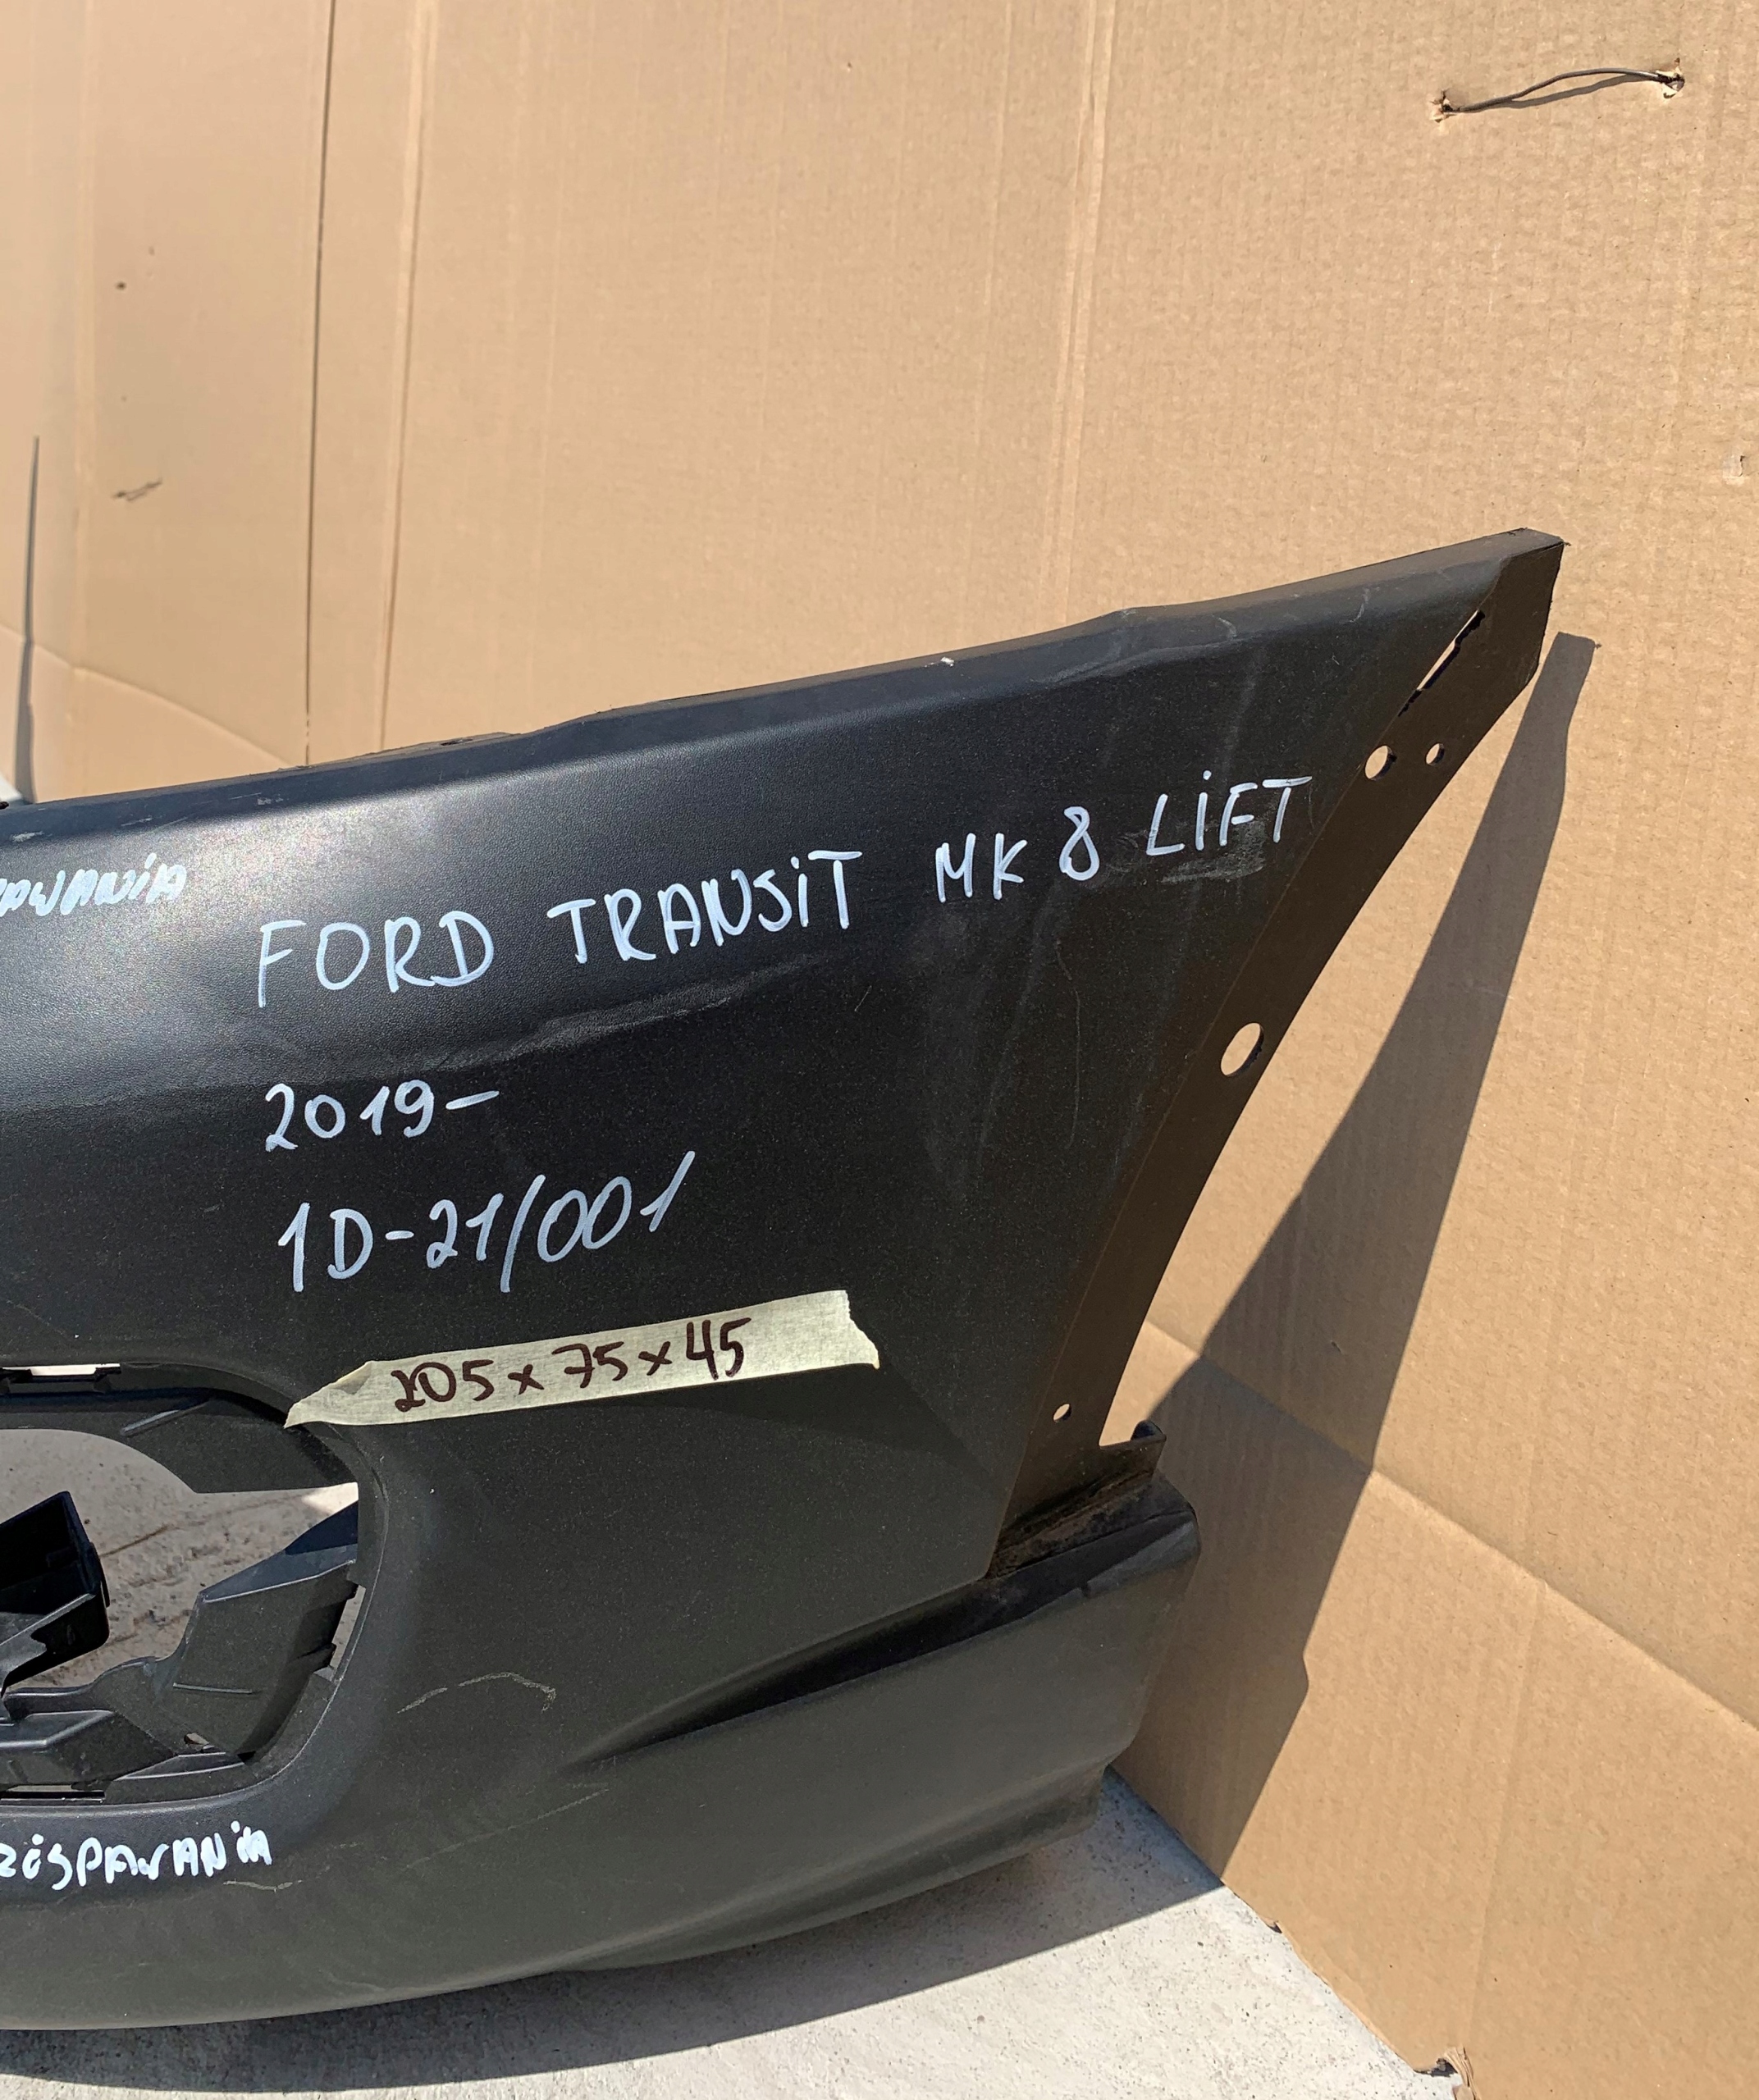 FORD TRANSiT MK 8 LiFT
2019-
1D-21/001
205 x 75 x 45